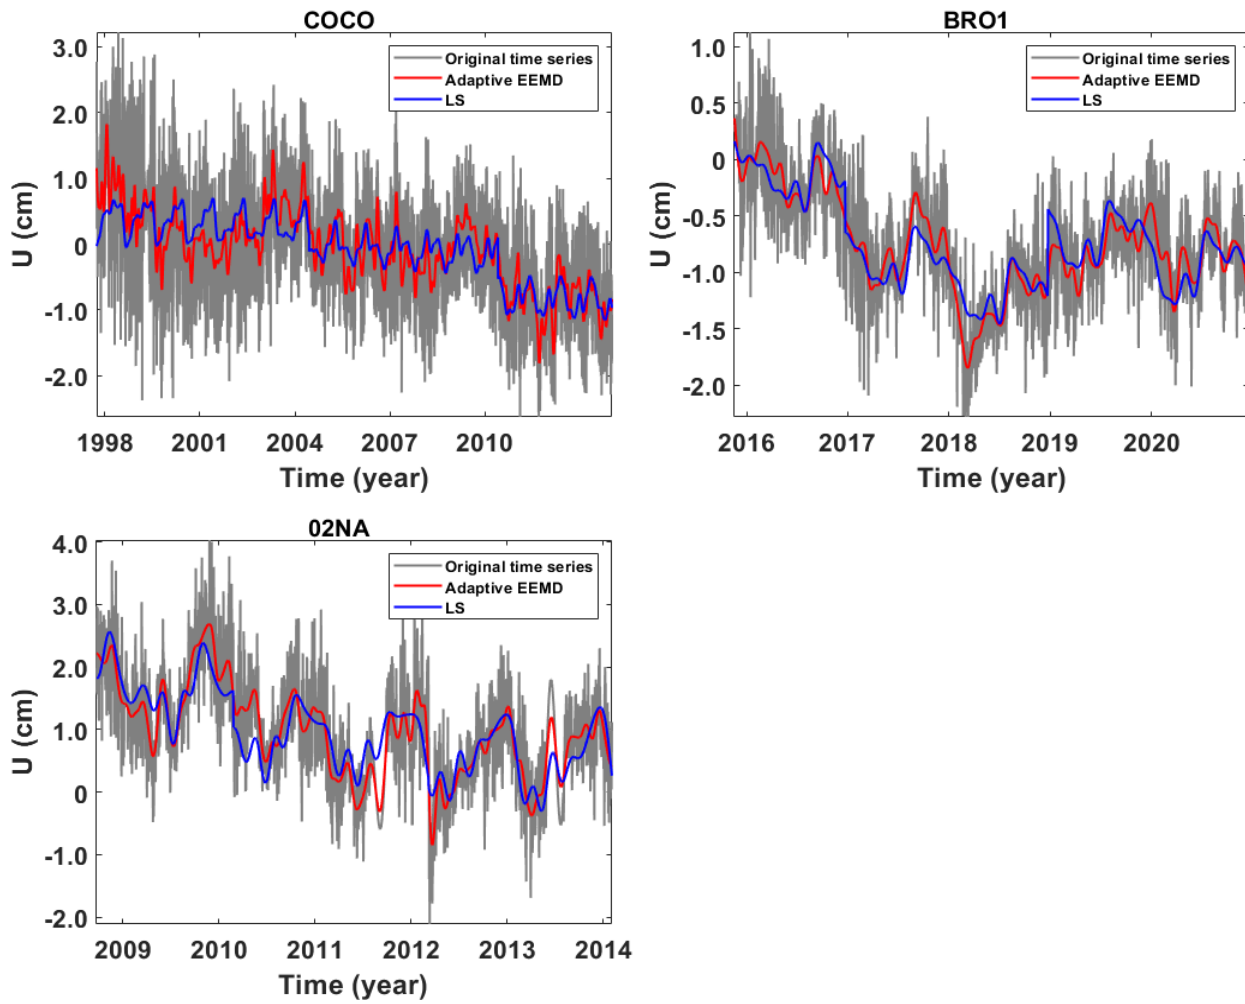 COCO
3.0
2.0
1.0
0
-1.0
-2.0
U (cm)
Original time series
Adaptive EEMD
LS
1998 2001 2004 2007 2010
Time (year)
BRO1
1.0
0.5
0
-0.5
-1.0
-1.5
-2.0
U (cm)
Original time series
Adaptive EEMD
LS
2016 2017 2018 2019 2020
Time (year)
02NA
4.0
3.0
2.0
1.0
0
-1.0
-2.0
U (cm)
Original time series
Adaptive EEMD
LS
2009 2010 2011 2012 2013 2014
Time (year)